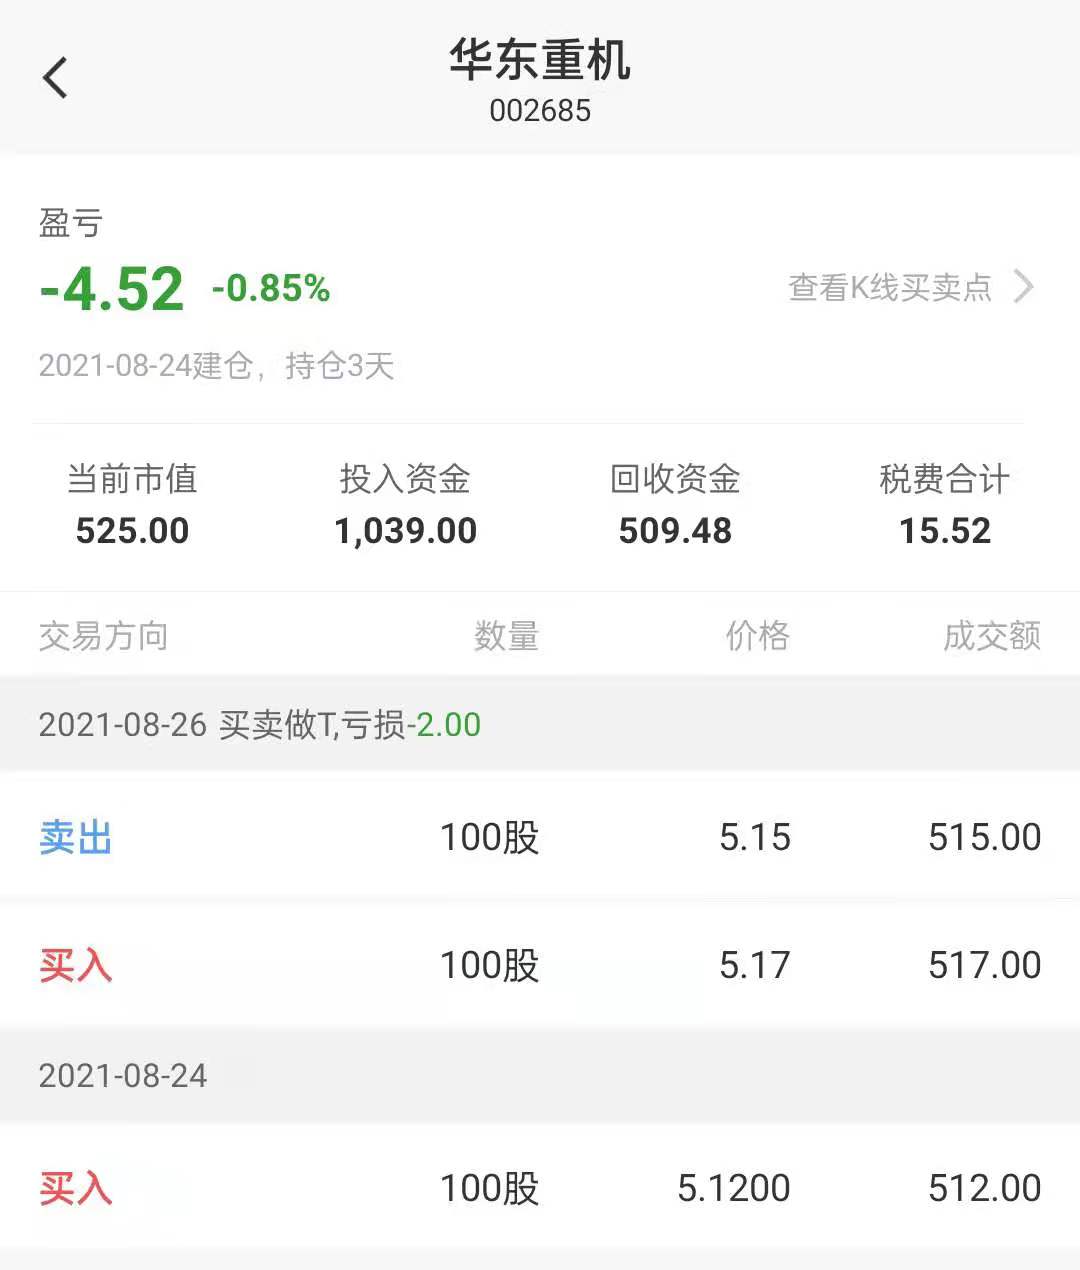 华东重机
002685
盈亏
-4.52 -0.85%
查看K线买卖点
2021-08-24建仓，持仓3天
当前市值 投入资金 回收资金 税费合计
525.00 1,039.00 509.48 15.52
交易方向 数量 价格 成交额
2021-08-26 买卖做T,亏损-2.00
卖出 100股 5.15 515.00
买入 100股 5.17 517.00
2021-08-24
买入 100股 5.1200 512.00